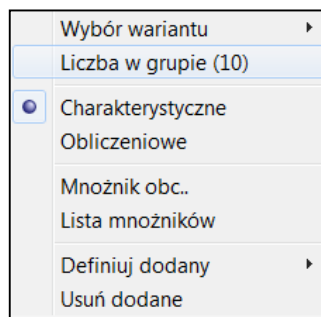 Wybór wariantu
Liczba w grupie (10)
Charakterystyczne
Obliczeniowe
Mnożnik obc..
Lista mnożników
Definiuj dodany
Usuń dodane